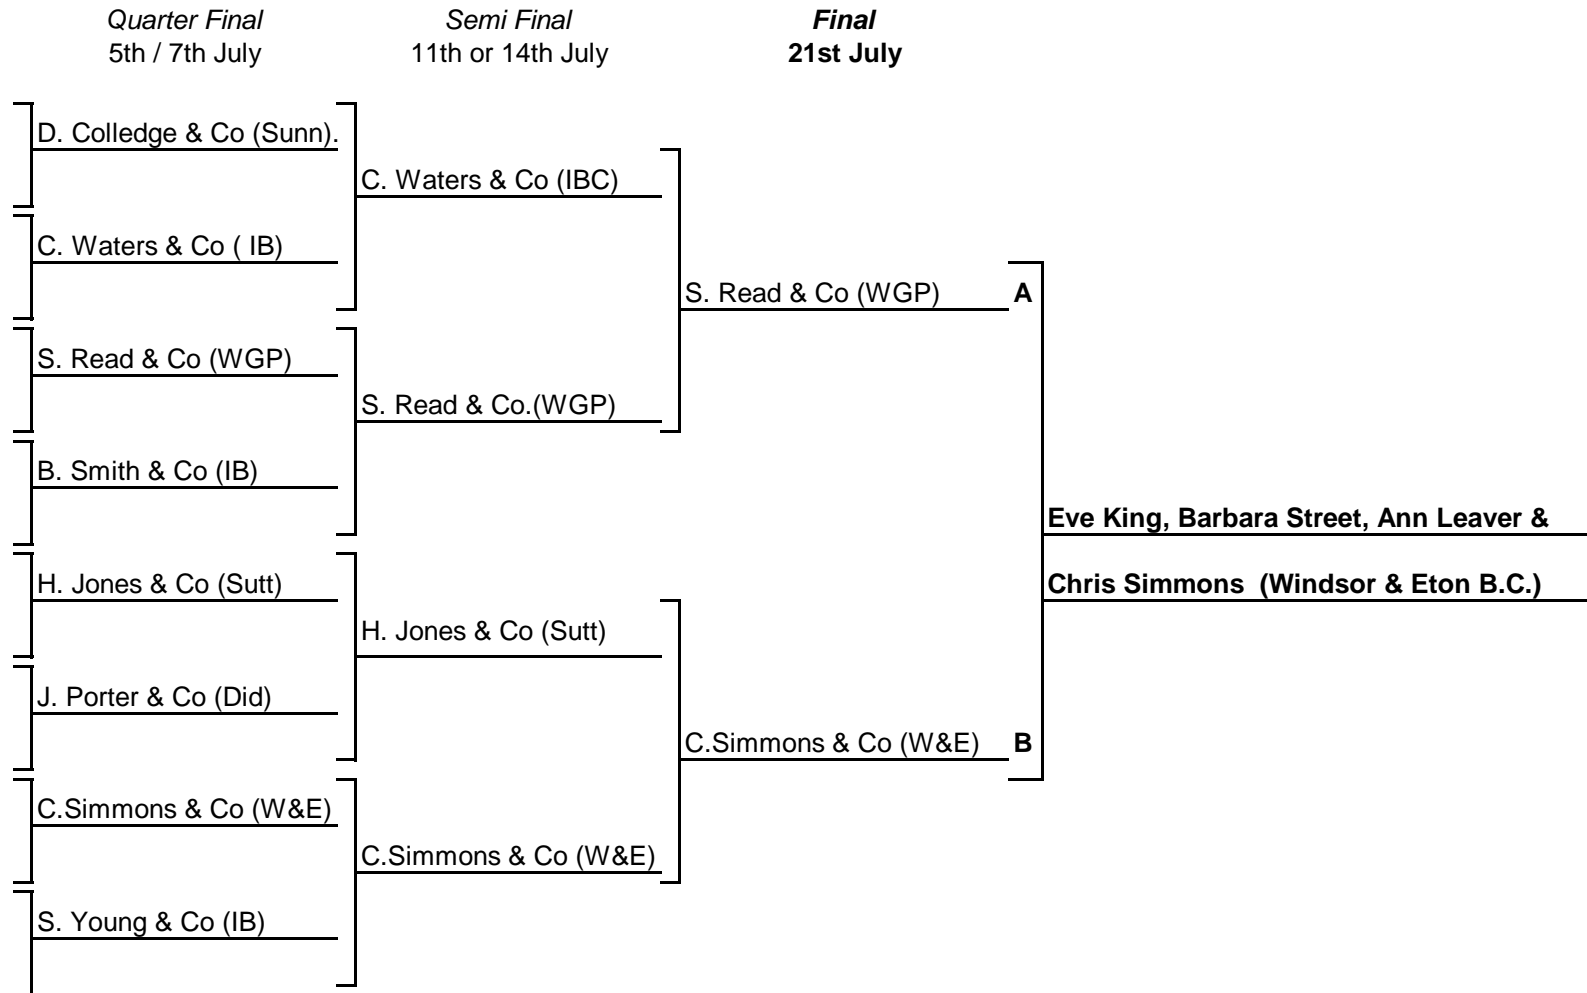 Quarter Final
5th / 7th July
Semi Final
11th or 14th July
Final
21st July
D. Colledge & Co (Sunn).
C. Waters & Co ( IB)
S. Read & Co (WGP)
B. Smith & Co (IB)
H. Jones & Co (Sutt)
J. Porter & Co (Did)
C.Simmons & Co (W&E)
S. Young & Co (IB)
C. Waters & Co (IBC)
S. Read & Co.(WGP)
H. Jones & Co (Sutt)
C.Simmons & Co (W&E)
S. Read & Co (WGP) A
C.Simmons & Co (W&E) B
Eve King, Barbara Street, Ann Leaver &
Chris Simmons  (Windsor & Eton B.C.)